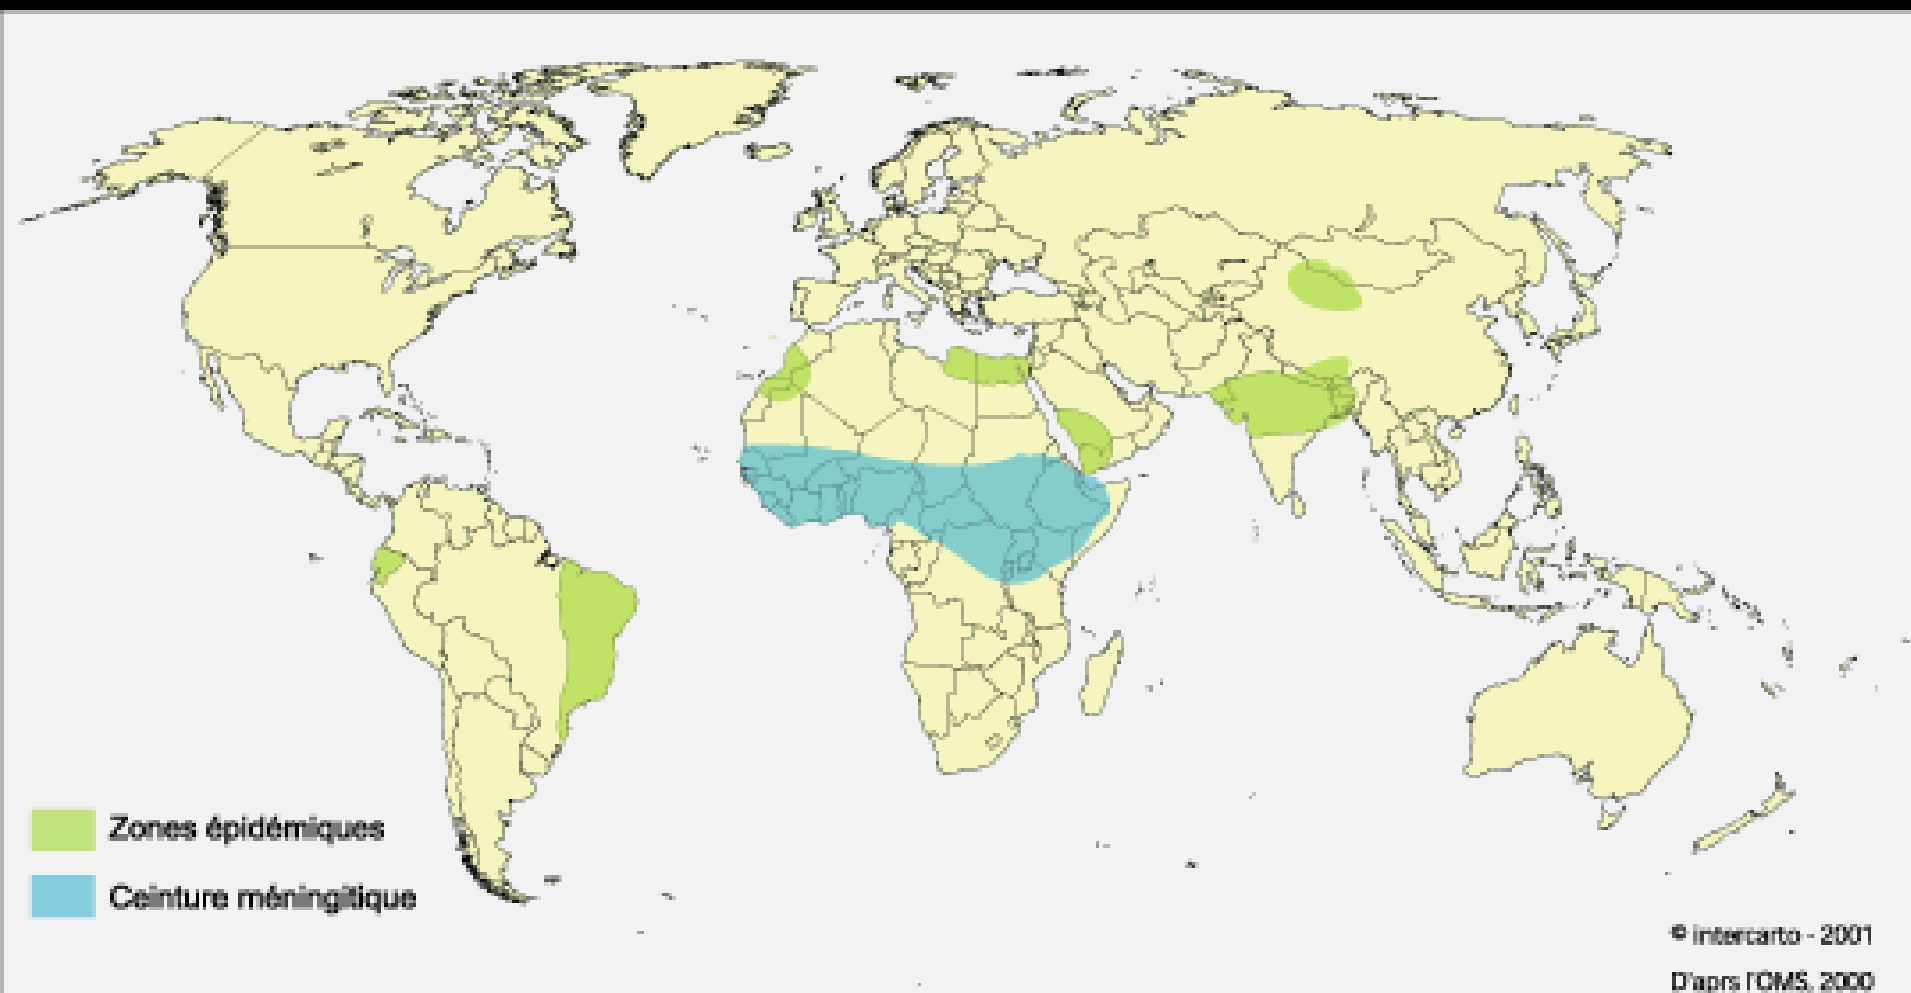 Zones épidémiques
Ceinture méningitique
© intercarto - 2001
D'aprs l'OMS, 2000